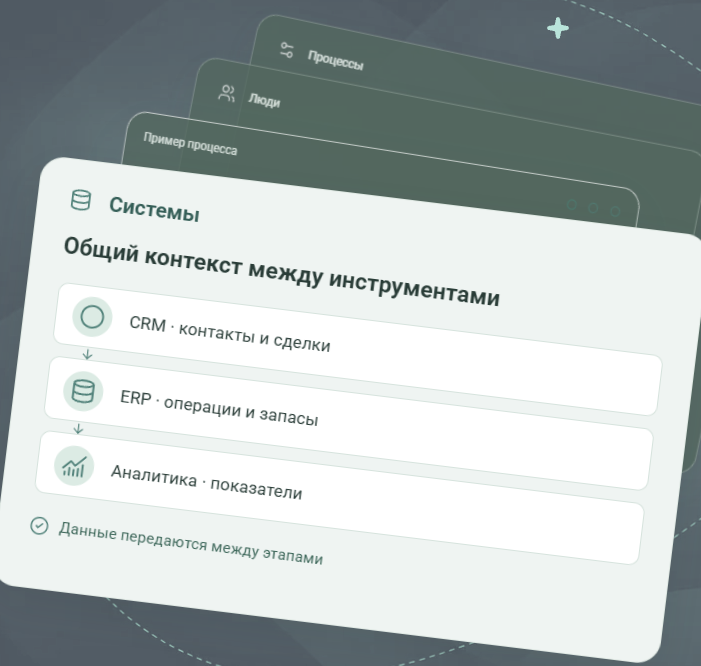 Процессы
Люди
Пример процесса
Системы
Общий контекст между инструментами
CRM · контакты и сделки
ERP · операции и запасы
Аналитика · показатели
Данные передаются между этапами